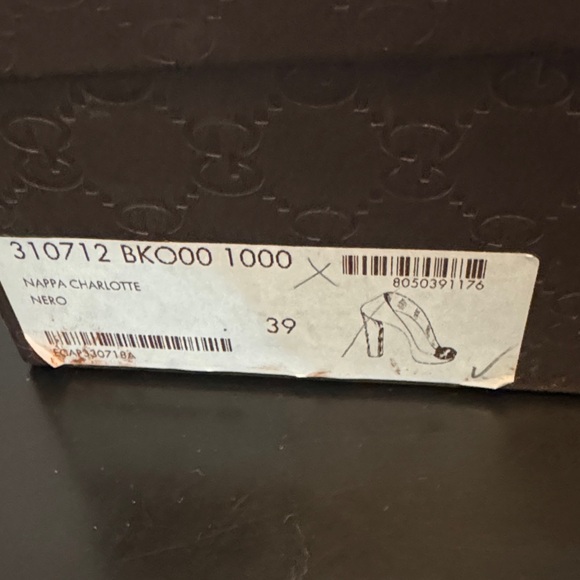 310712 BKO00 1000
8050391176
NAPPA CHARLOTTE
NERO
39